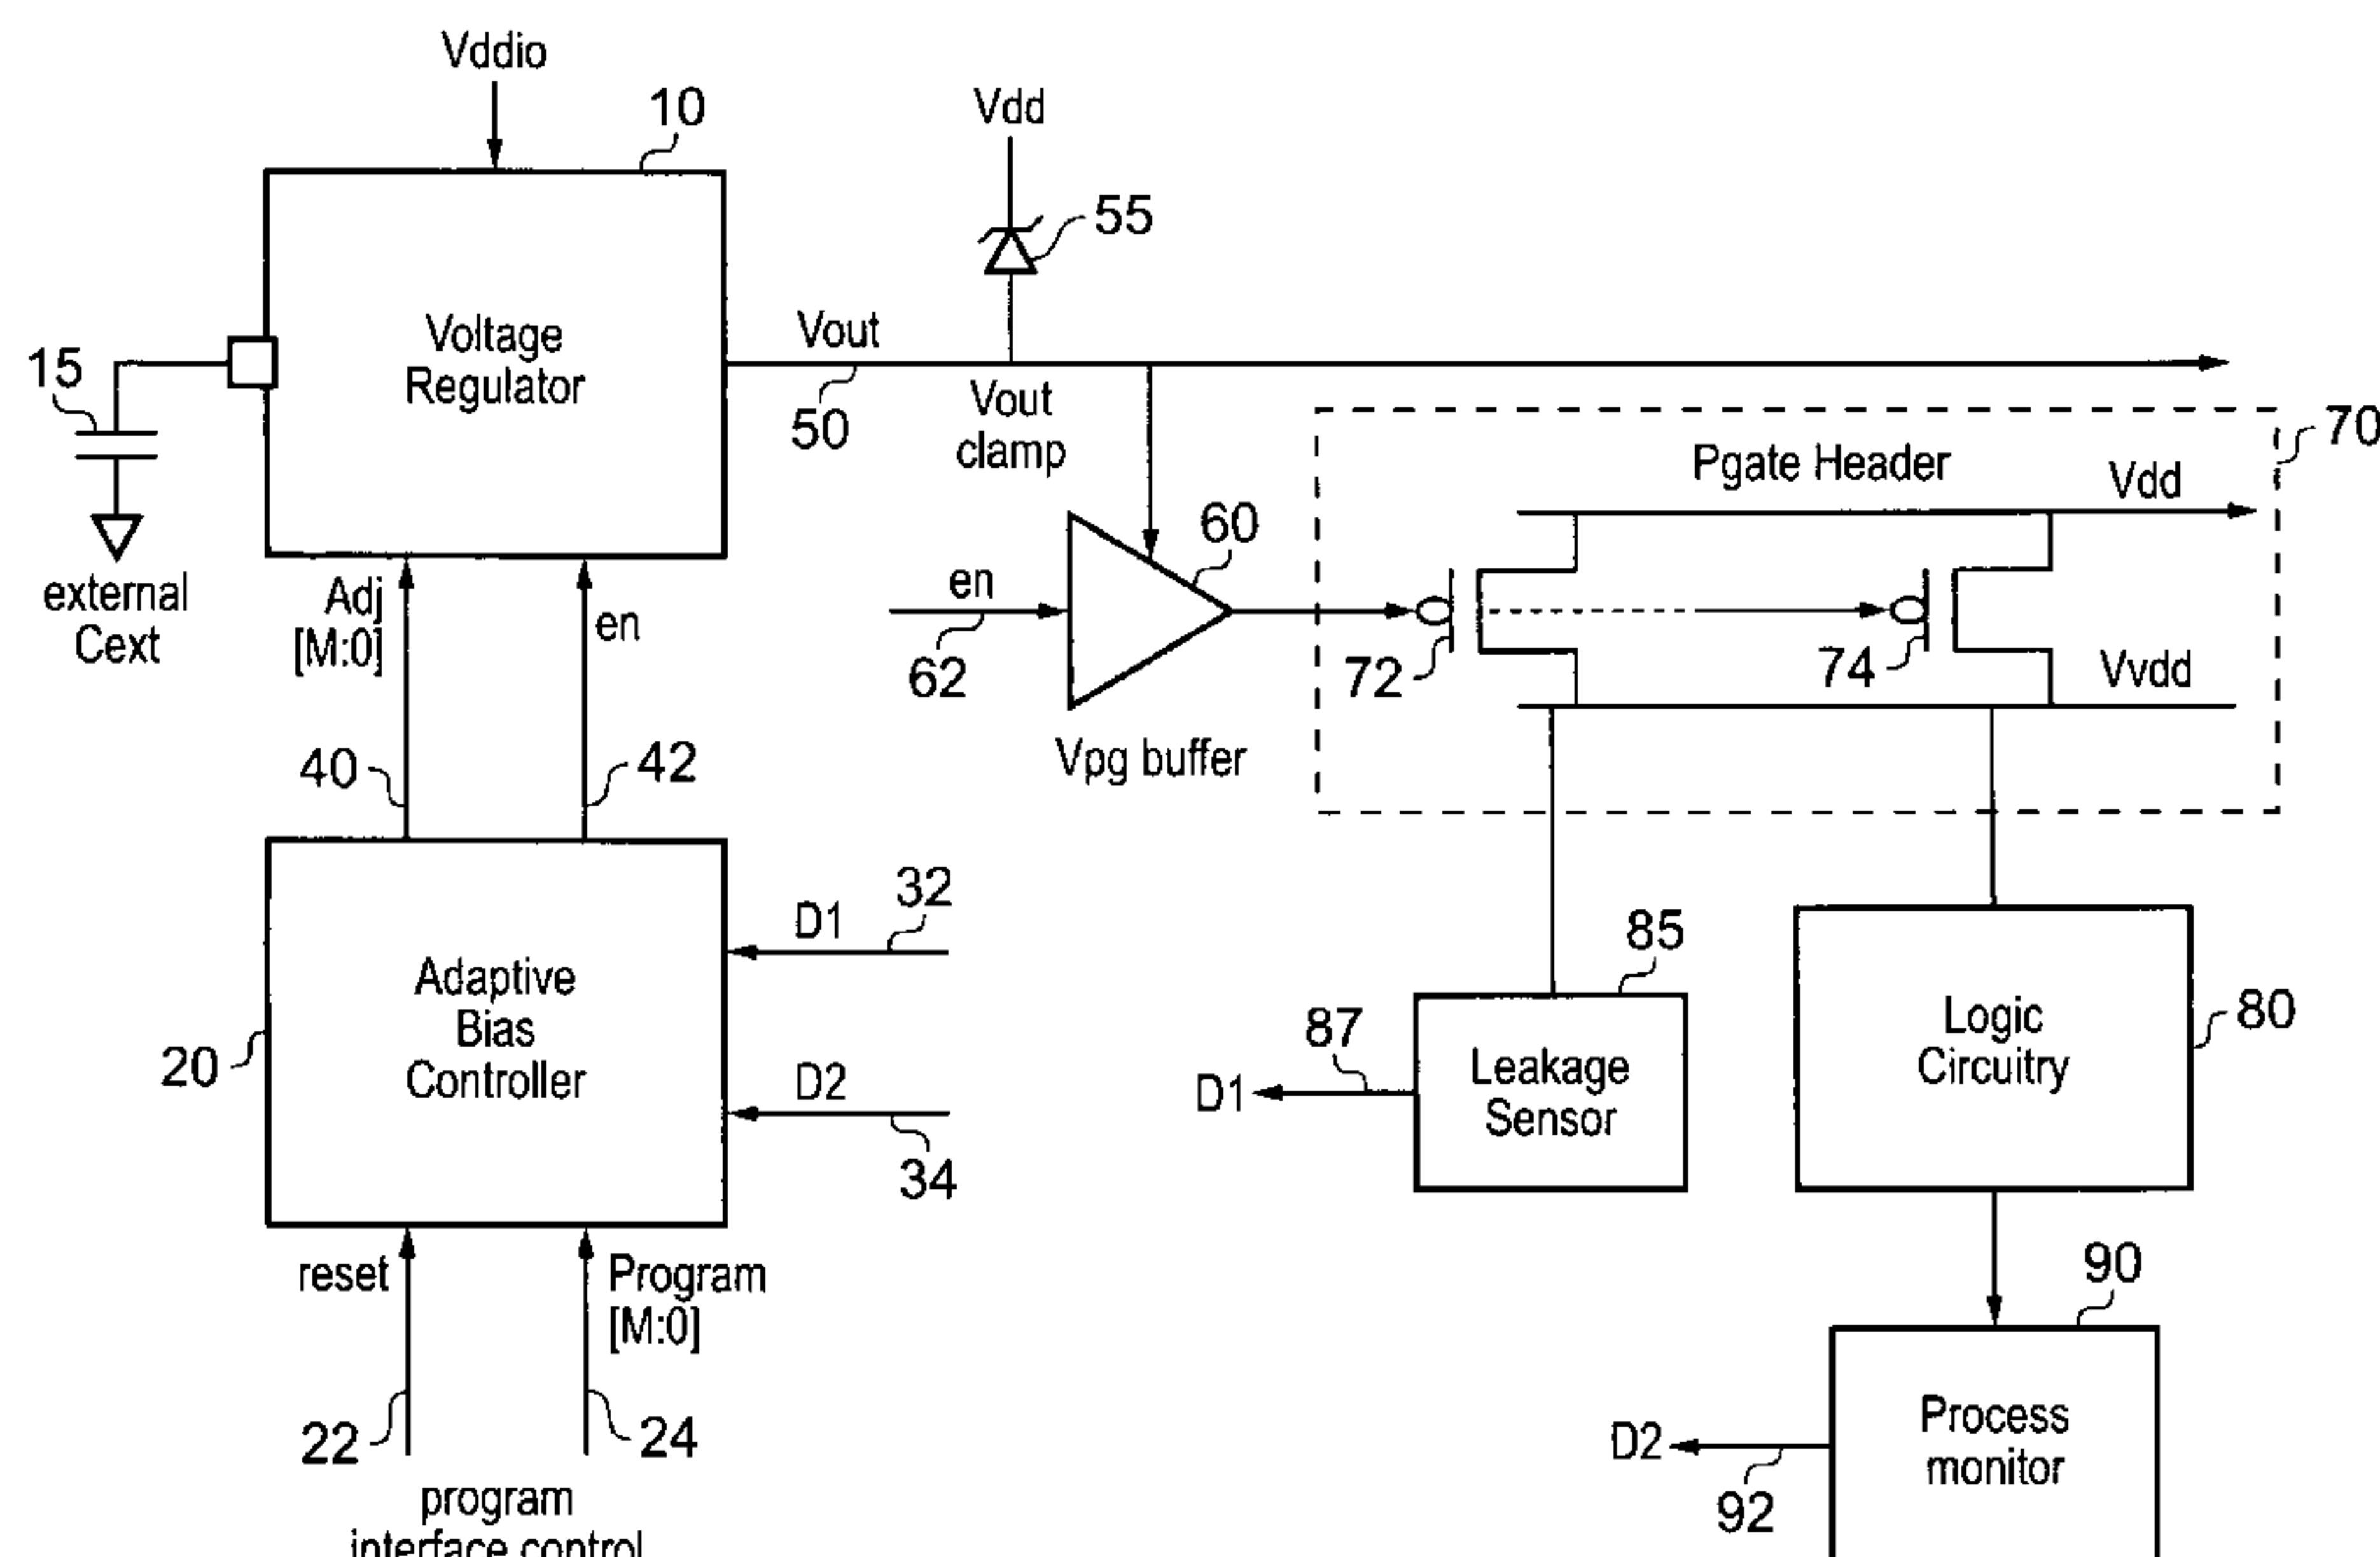 Vddio
10
Vdd
55
Voltage
Regulator
15
external
Cext
Vout
50
Vout
clamp
70
Pgate Header
Vdd
60
en
62
Vpg buffer
72
74
Vvdd
Adj
[M:0]
en
40
42
Adaptive
Bias
Controller
20
D1
32
D2
34
reset
Program
[M:0]
22
24
program
interface control
85
87
D1
Leakage
Sensor
Logic
Circuitry
80
90
Process
monitor
D2
92